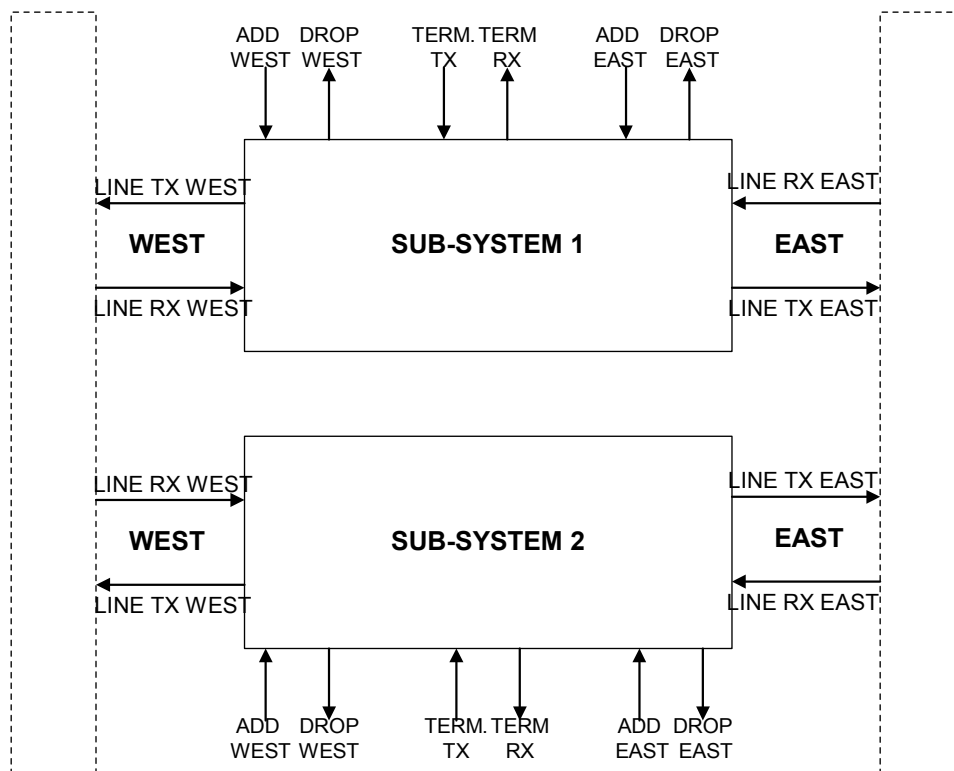 ADD DROP TERM. TERM ADD DROP
WEST WEST TX RX EAST EAST
LINE TX WEST LINE RX EAST
WEST SUB-SYSTEM 1 EAST
LINE RX WEST LINE TX EAST
LINE RX WEST LINE TX EAST
WEST SUB-SYSTEM 2 EAST
LINE TX WEST LINE RX EAST
ADD DROP TERM. TERM ADD DROP
WEST WEST TX RX EAST EAST